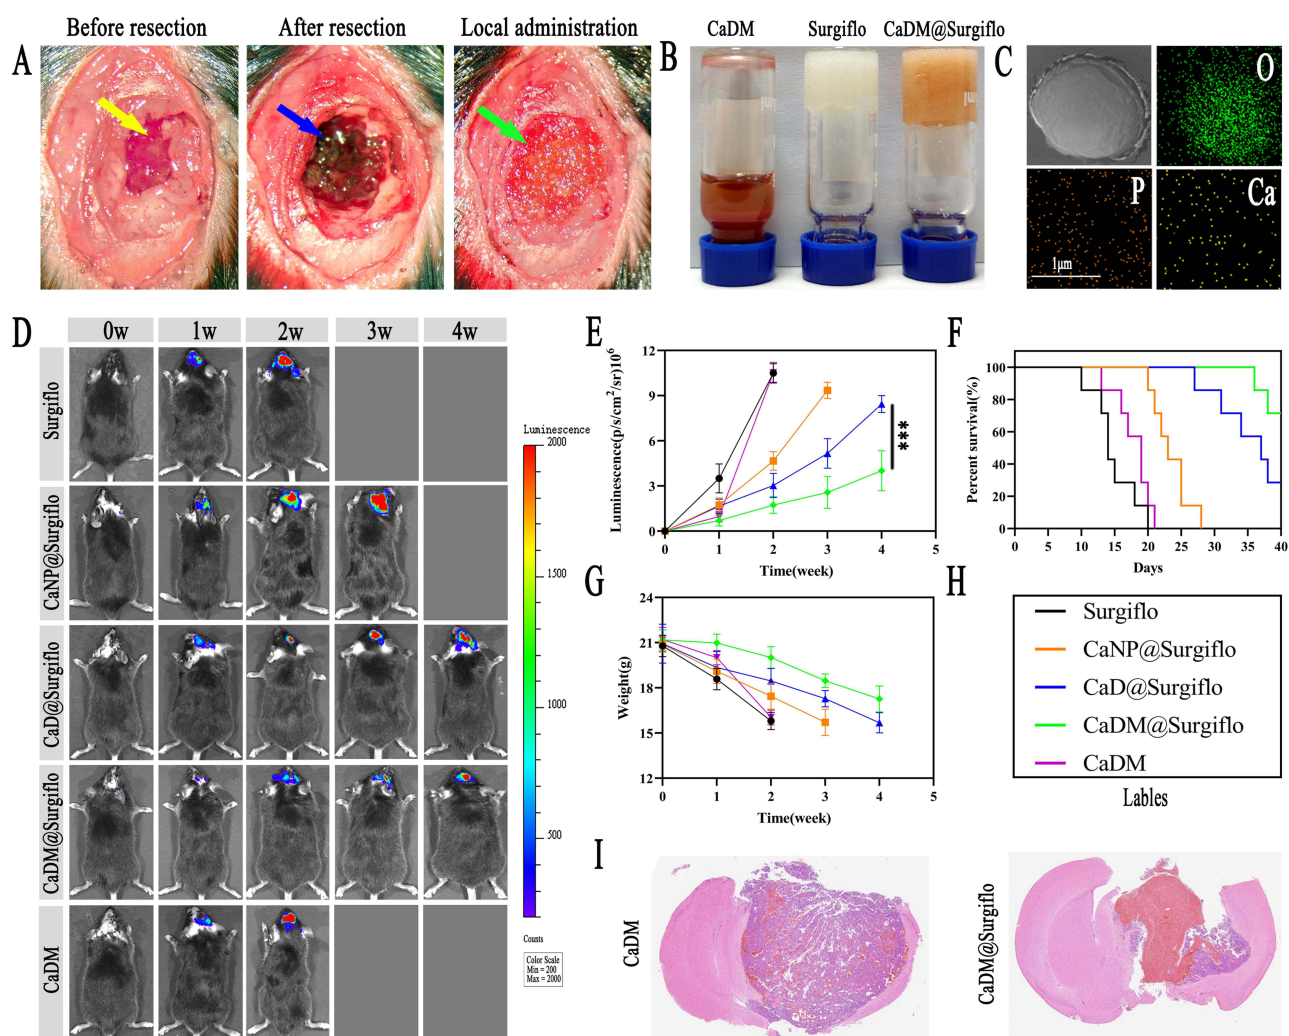 Before resection
After resection
Local administration
A
B
CaDM
Surgiflo
CaDM@Surgiflo
C
O
P
Ca
1μm
D
0w
1w
2w
3w
4w
Surgiflo
CaNP@Surgiflo
CaD@Surgiflo
CaDM@Surgiflo
CaDM
Luminescence
2000
1500
1000
500
Counts
Color Scale
Min = 200
Max = 2000
E
Luminescence(p/s/cm²/sr)10⁶
12
9
6
3
0
0 1 2 3 4 5
Time(week)
***
F
Percent survival(%)
100
80
60
40
20
0
0 5 10 15 20 25 30 35 40
Days
G
Weight(g)
24
21
18
15
12
0 1 2 3 4 5
Time(week)
H
Surgiflo
CaNP@Surgiflo
CaD@Surgiflo
CaDM@Surgiflo
CaDM
Lables
I
CaDM
CaDM@Surgiflo